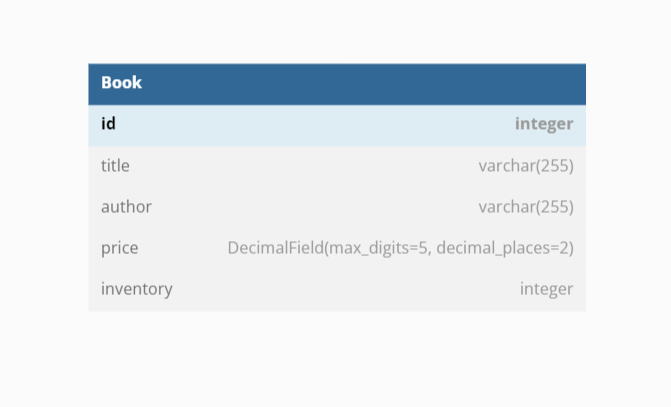 Book
id integer
title varchar(255)
author varchar(255)
price DecimalField(max_digits=5, decimal_places=2)
inventory integer